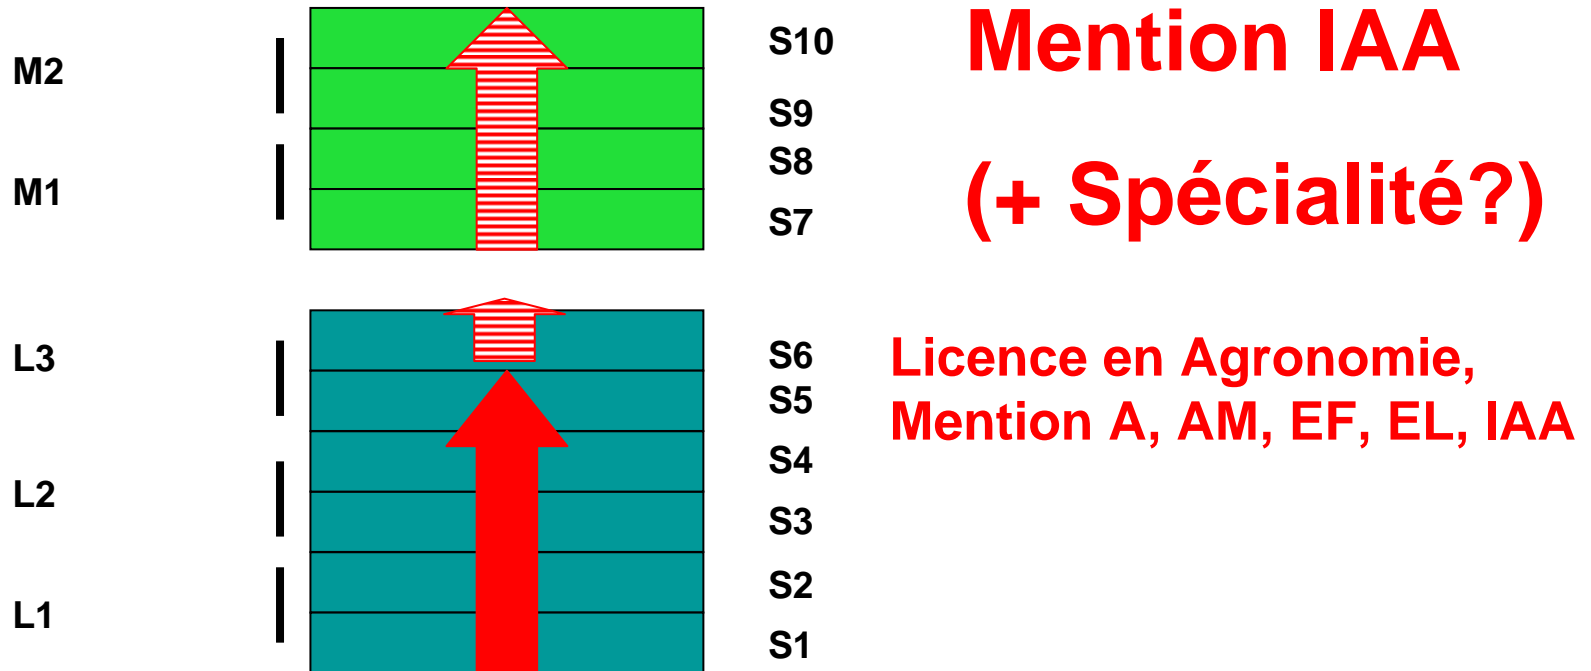 M2
S10
Mention IAA
S9
M1
S8
(+ Spécialité?)
S7
L3
S6
Licence en Agronomie,
S5
Mention A, AM, EF, EL, IAA
L2
S4
S3
L1
S2
S1